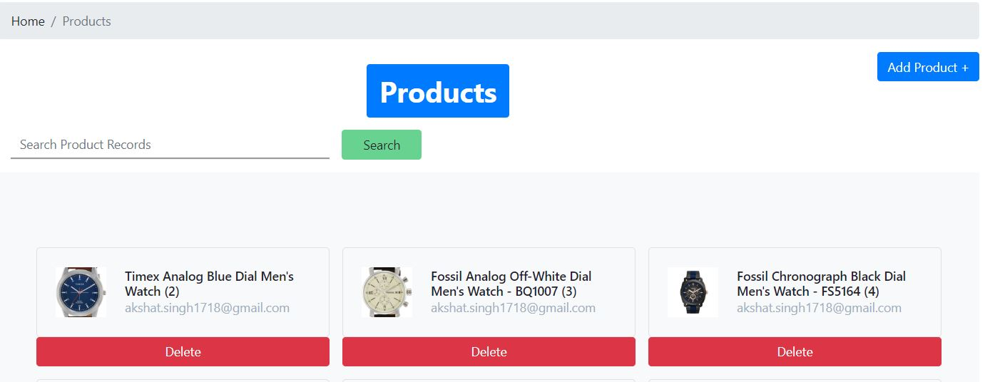 Home / Products
Add Product +
Products
Search Product Records
Search
Timex Analog Blue Dial Men's
Watch (2)
akshat.singh1718@gmail.com
Delete
Fossil Analog Off-White Dial
Men's Watch - BQ1007 (3)
akshat.singh1718@gmail.com
Delete
Fossil Chronograph Black Dial
Men's Watch - FS5164 (4)
akshat.singh1718@gmail.com
Delete